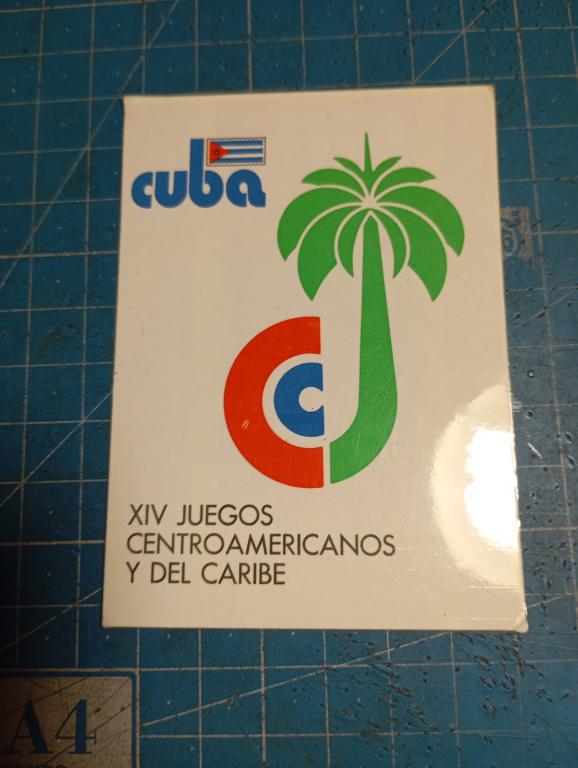 cuba
XIV JUEGOS
CENTROAMERICANOS
Y DEL CARIBE
A4